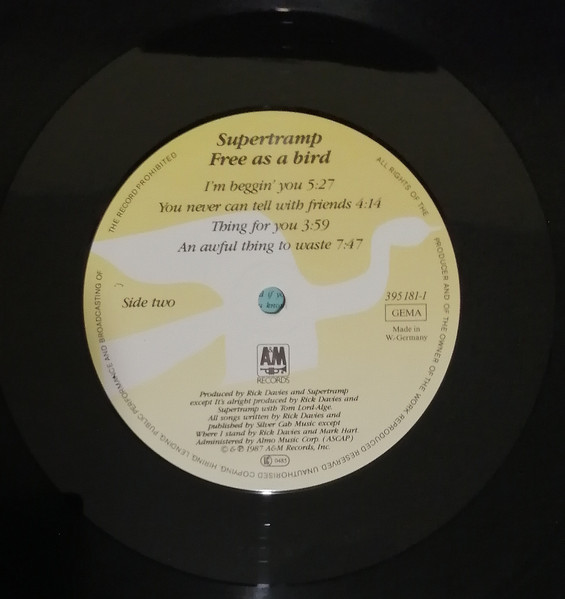 Supertramp
Free as a bird
I'm beggin' you 5:27
You never can tell with friends 4:14
Thing for you 3:59
An awful thing to waste 7:47
Side two
395 181-1
GEMA
Made in
W-Germany
A&M
RECORDS
Produced by Rick Davies and Supertramp
except It's alright produced by Rick Davies and
Supertramp with Tom Lord-Alge.
All songs written by Rick Davies and
published by Silver Cab Music except
Where I stand by Rick Davies and Mark Hart.
Administered by Almo Music Corp. (ASCAP)
© & ℗ 1987 A&M Records, Inc.
LC 0485
ALL RIGHTS OF THE PRODUCER AND OF THE OWNER OF THE WORK REPRODUCED RESERVED. UNAUTHORISED COPYING, HIRING, LENDING, PUBLIC PERFORMANCE AND BROADCASTING OF THE RECORD PROHIBITED